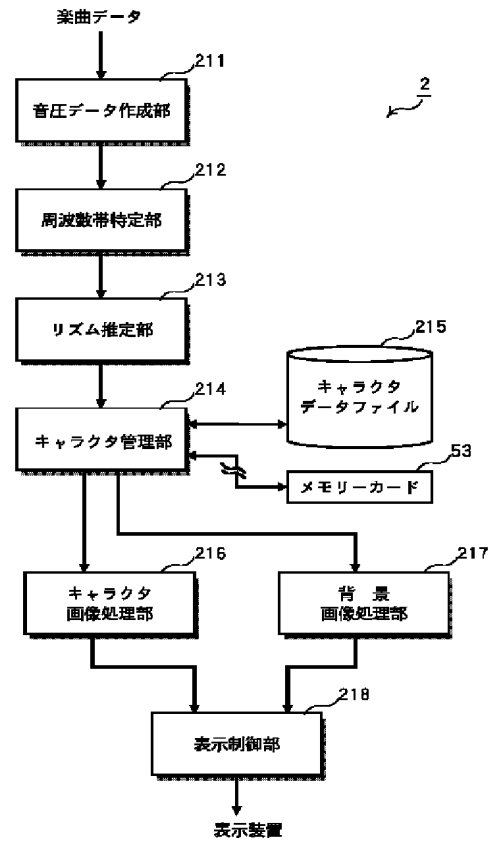 楽曲データ
211
音圧データ作成部
2
212
周波数帯特定部
213
リズム推定部
214
キャラクタ管理部
215
キャラクタ
データファイル
53
メモリーカード
216
キャラクタ
画像処理部
217
背 景
画像処理部
218
表示制御部
表示装置